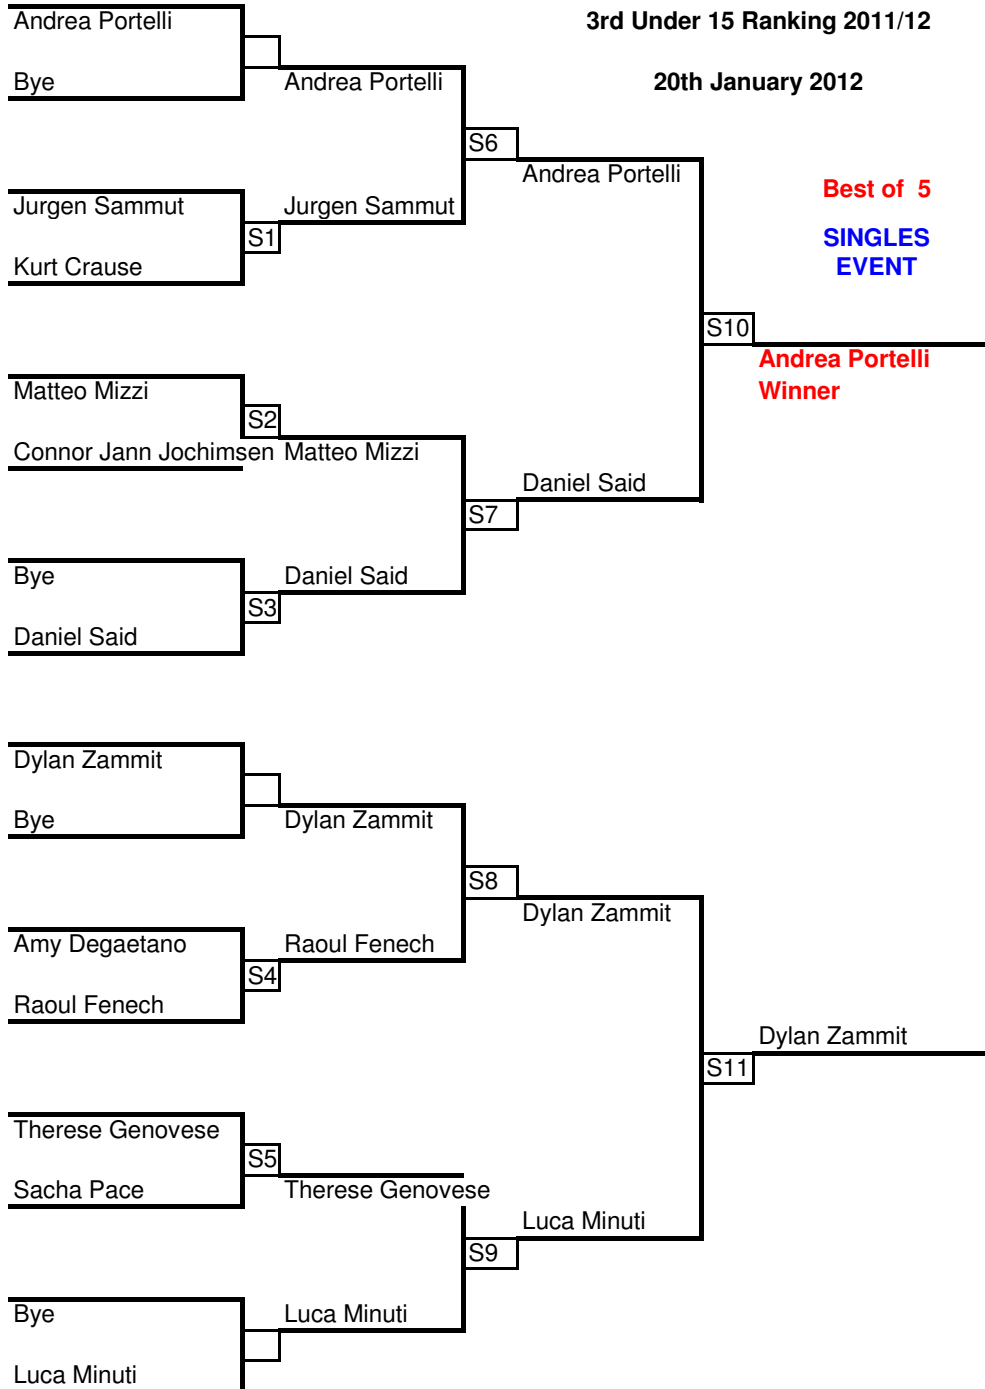 Andrea Portelli
3rd Under 15 Ranking 2011/12
Bye
Andrea Portelli
20th January 2012
S6
Andrea Portelli
Best of 5
Jurgen Sammut
Jurgen Sammut
S1
SINGLES
EVENT
Kurt Crause
S10
Andrea Portelli
Winner
Matteo Mizzi
S2
Connor Jann Jochimsen
Matteo Mizzi
Daniel Said
S7
Bye
Daniel Said
S3
Daniel Said
Dylan Zammit
Bye
Dylan Zammit
S8
Dylan Zammit
Amy Degaetano
Raoul Fenech
S4
Raoul Fenech
Dylan Zammit
S11
Therese Genovese
S5
Sacha Pace
Therese Genovese
Luca Minuti
S9
Bye
Luca Minuti
Luca Minuti